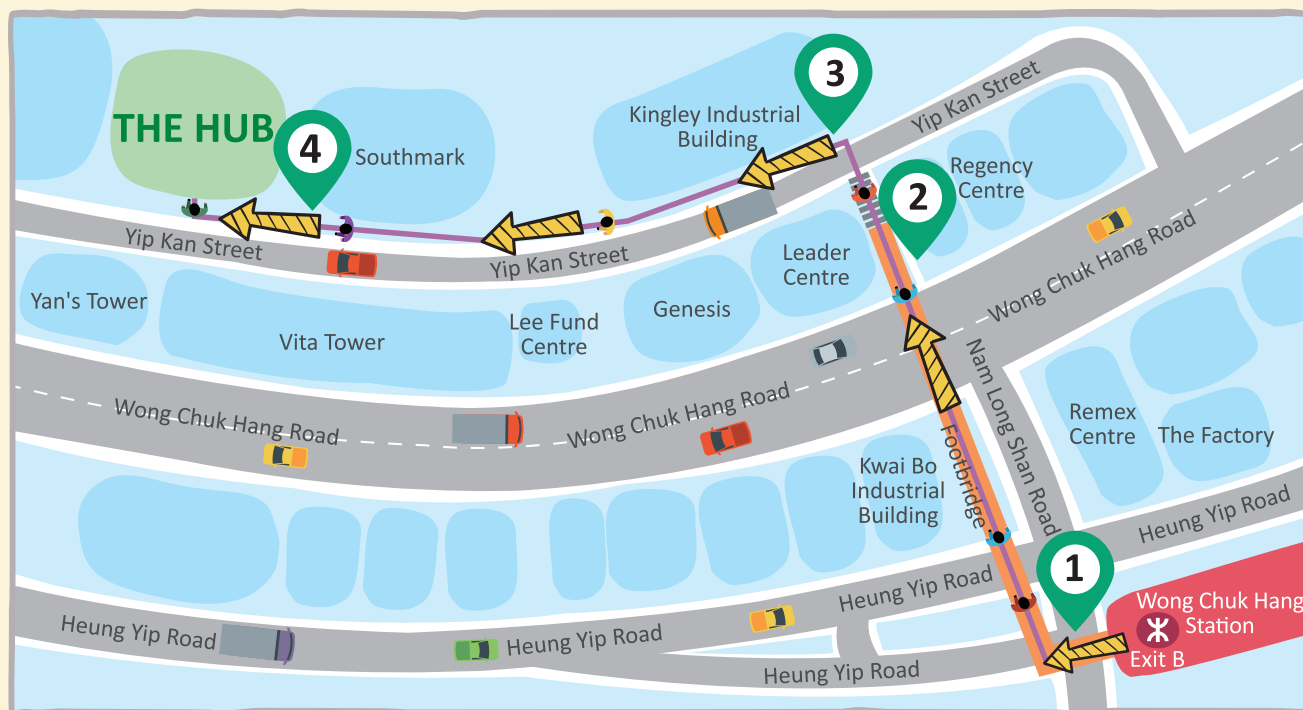 3
Yip Kan Street
Kingley Industrial
Building
THE HUB
4
Southmark
Regency
Centre
2
Yip Kan Street
Yip Kan Street
Leader
Centre
Wong Chuk Hang Road
Yan's Tower
Vita Tower
Lee Fund
Centre
Genesis
Wong Chuk Hang Road
Wong Chuk Hang Road
Nam Long Shan Road
Remex
Centre
The Factory
Footbridge
Kwai Bo
Industrial
Building
Heung Yip Road
1
Heung Yip Road
Wong Chuk Hang
Station
Exit B
Heung Yip Road
Heung Yip Road
Heung Yip Road